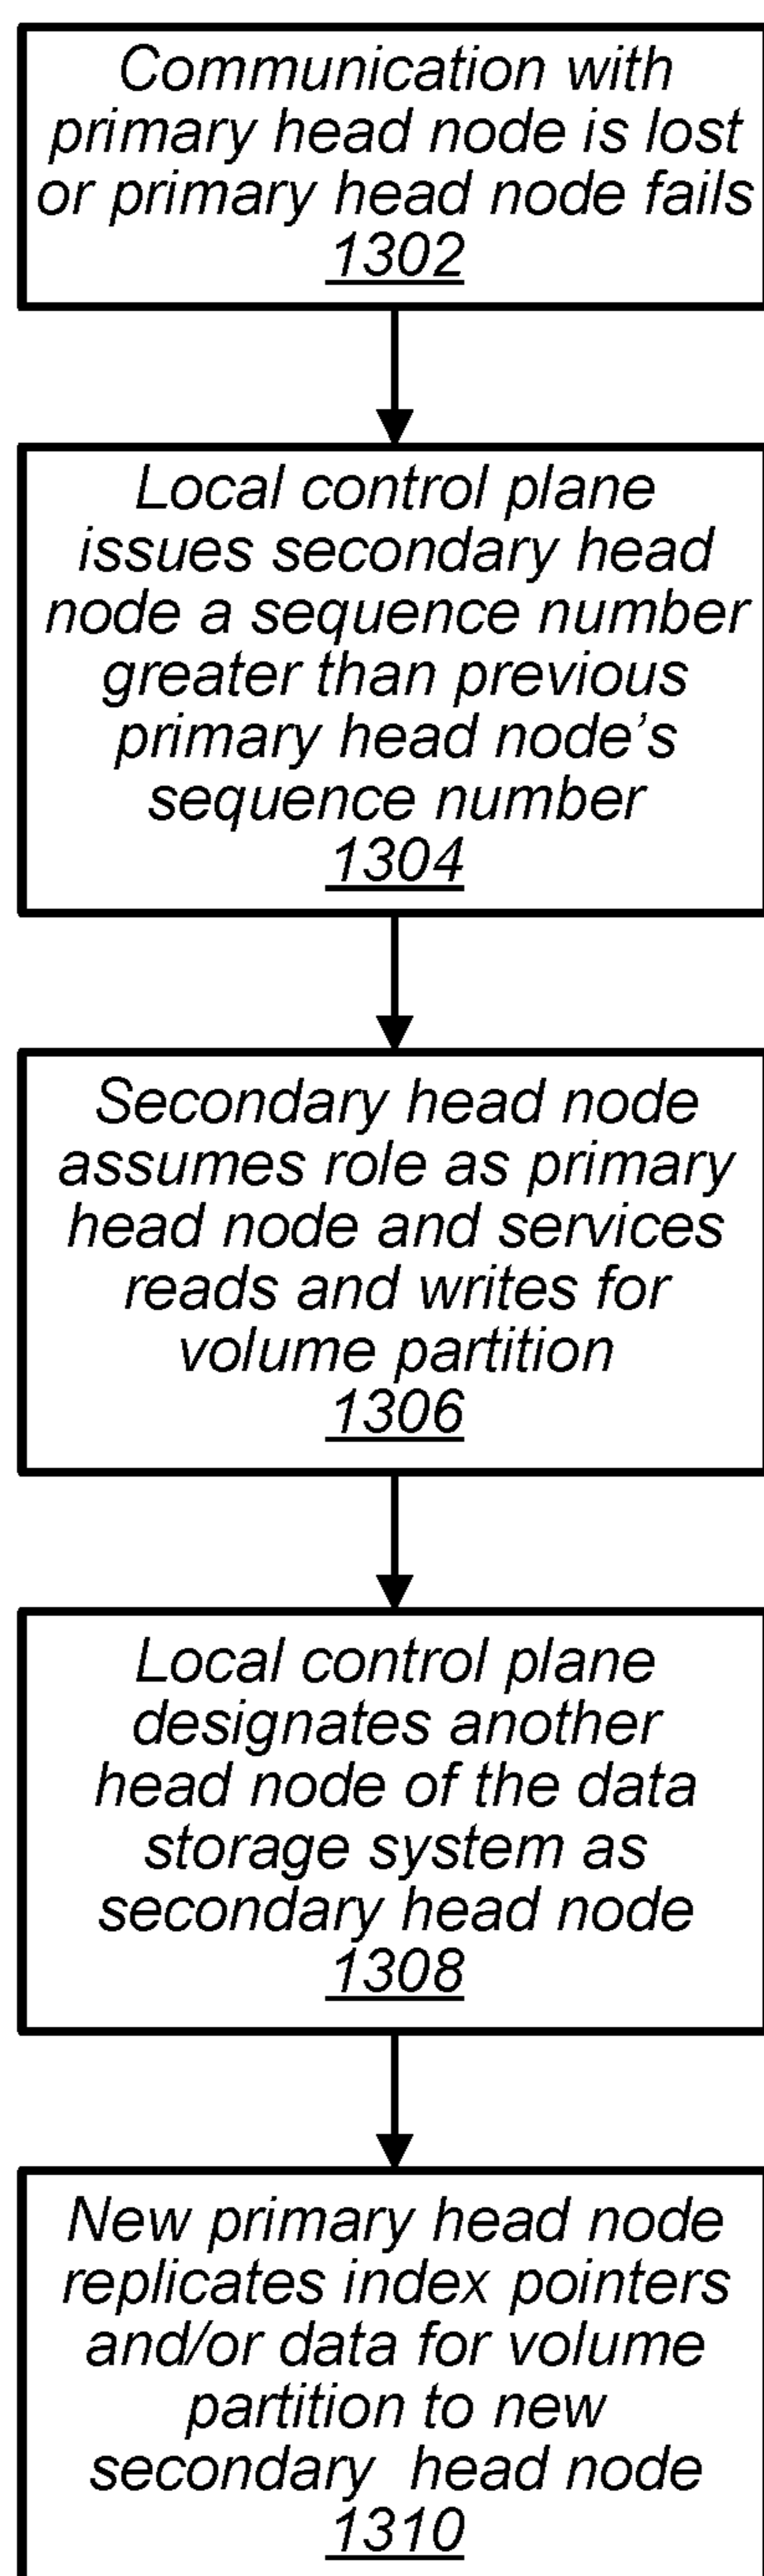 Communication with
primary head node is lost
or primary head node fails
1302
Local control plane
issues secondary head
node a sequence number
greater than previous
primary head node’s
sequence number
1304
Secondary head node
assumes role as primary
head node and services
reads and writes for
volume partition
1306
Local control plane
designates another
head node of the data
storage system as
secondary head node
1308
New primary head node
replicates index pointers
and/or data for volume
partition to new
secondary  head node
1310